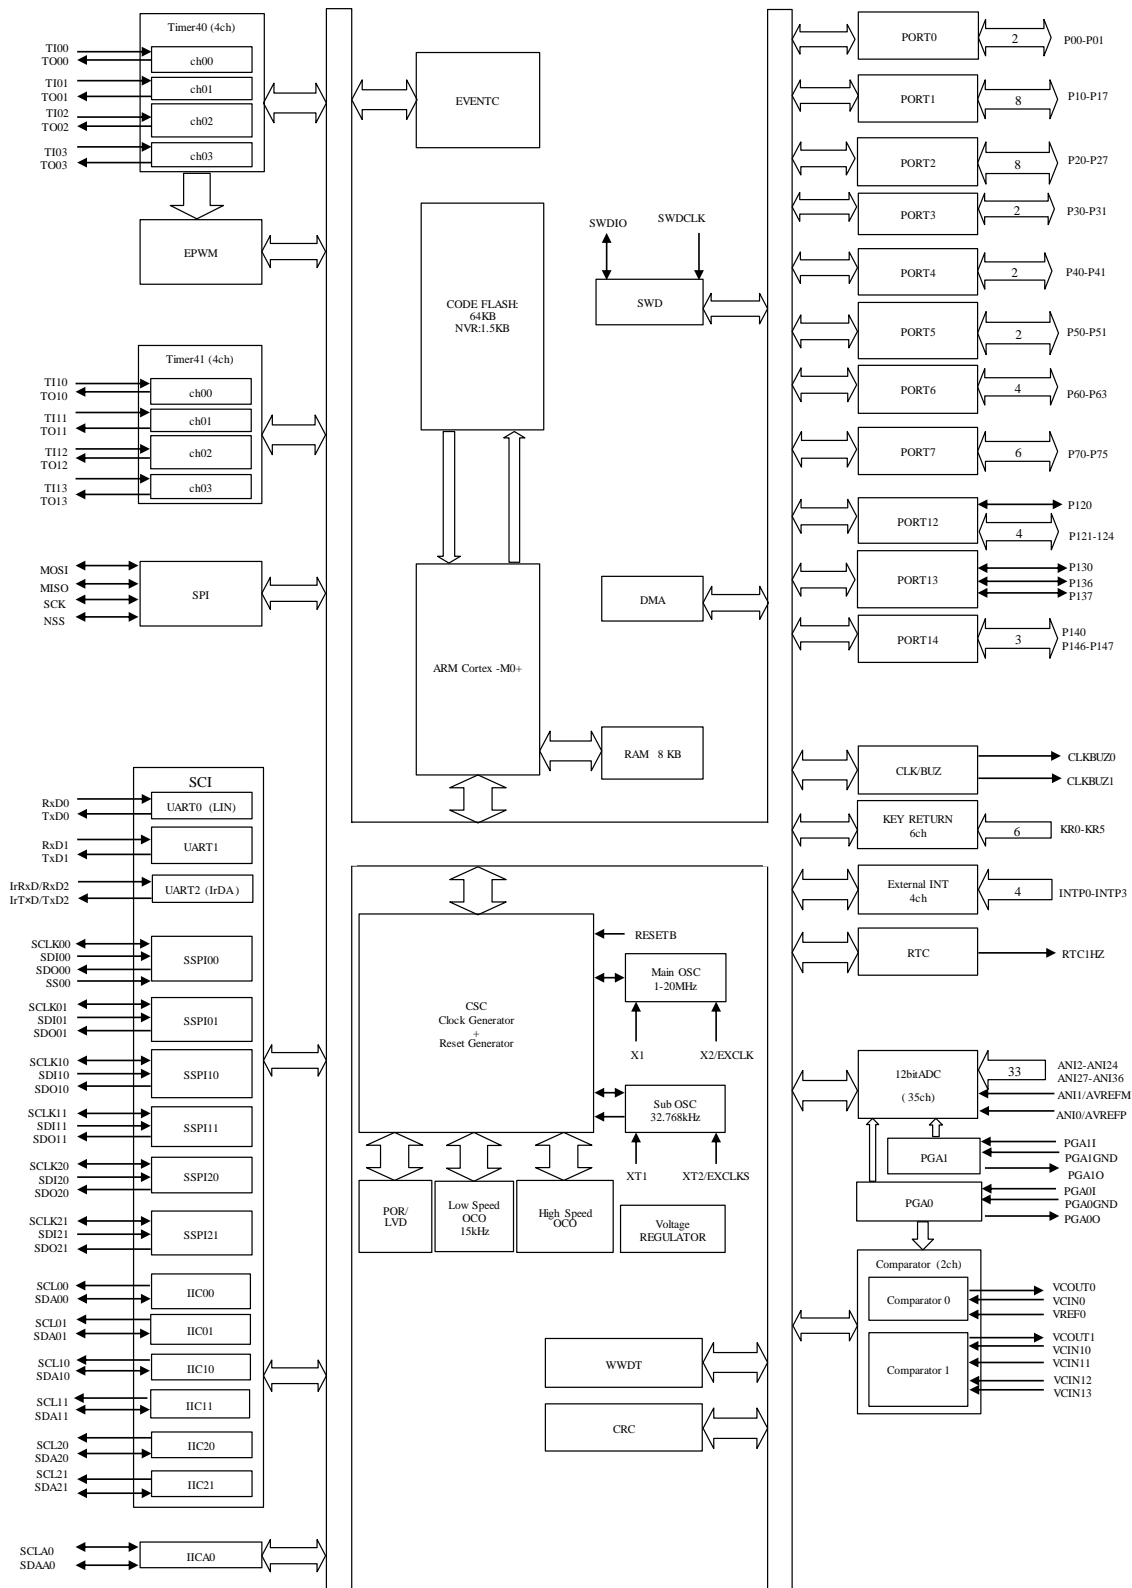 Timer40 (4ch)
TI00
TO00
ch00
TI01
TO01
ch01
TI02
TO02
ch02
TI03
TO03
ch03
EPWM
Timer41 (4ch)
TI10
TO10
ch00
TI11
TO11
ch01
TI12
TO12
ch02
TI13
TO13
ch03
MOSI
MISO
SCK
NSS
SPI
SCI
RxD0
TxD0
UART0 (LIN)
RxD1
TxD1
UART1
IrRxD/RxD2
IrTxD/TxD2
UART2 (IrDA)
SCLK00
SDI00
SDO00
SS00
SSPI00
SCLK01
SDI01
SDO01
SSPI01
SCLK10
SDI10
SDO10
SSPI10
SCLK11
SDI11
SDO11
SSPI11
SCLK20
SDI20
SDO20
SSPI20
SCLK21
SDI21
SDO21
SSPI21
SCL00
SDA00
IIC00
SCL01
SDA01
IIC01
SCL10
SDA10
IIC10
SCL11
SDA11
IIC11
SCL20
SDA20
IIC20
SCL21
SDA21
IIC21
SCLA0
SDAA0
IICA0
EVENTC
CODE FLASH:
64KB
NVR:1.5KB
SWDIO
SWDCLK
SWD
DMA
ARM Cortex -M0+
RAM 8 KB
CSC
Clock Generator
+
Reset Generator
RESETB
Main OSC
1-20MHz
X1
X2/EXCLK
Sub OSC
32.768kHz
XT1
XT2/EXCLKS
POR/
LVD
Low Speed
OCO
15kHz
High Speed
OCO
Voltage
REGULATOR
WWDT
CRC
PORT0
2
P00-P01
PORT1
8
P10-P17
PORT2
8
P20-P27
PORT3
2
P30-P31
PORT4
2
P40-P41
PORT5
2
P50-P51
PORT6
4
P60-P63
PORT7
6
P70-P75
PORT12
P120
4
P121-124
PORT13
P130
P136
P137
PORT14
3
P140
P146-P147
CLK/BUZ
CLKBUZ0
CLKBUZ1
KEY RETURN
6ch
6
KR0-KR5
External INT
4ch
4
INTP0-INTP3
RTC
RTC1HZ
12bitADC
( 35ch)
33
ANI2-ANI24
ANI27-ANI36
ANI1/AVREFM
ANI0/AVREFP
PGA1
PGA1I
PGA1GND
PGA1O
PGA0
PGA0I
PGA0GND
PGA0O
Comparator (2ch)
Comparator 0
VCOUT0
VCIN0
VREF0
Comparator 1
VCOUT1
VCIN10
VCIN11
VCIN12
VCIN13